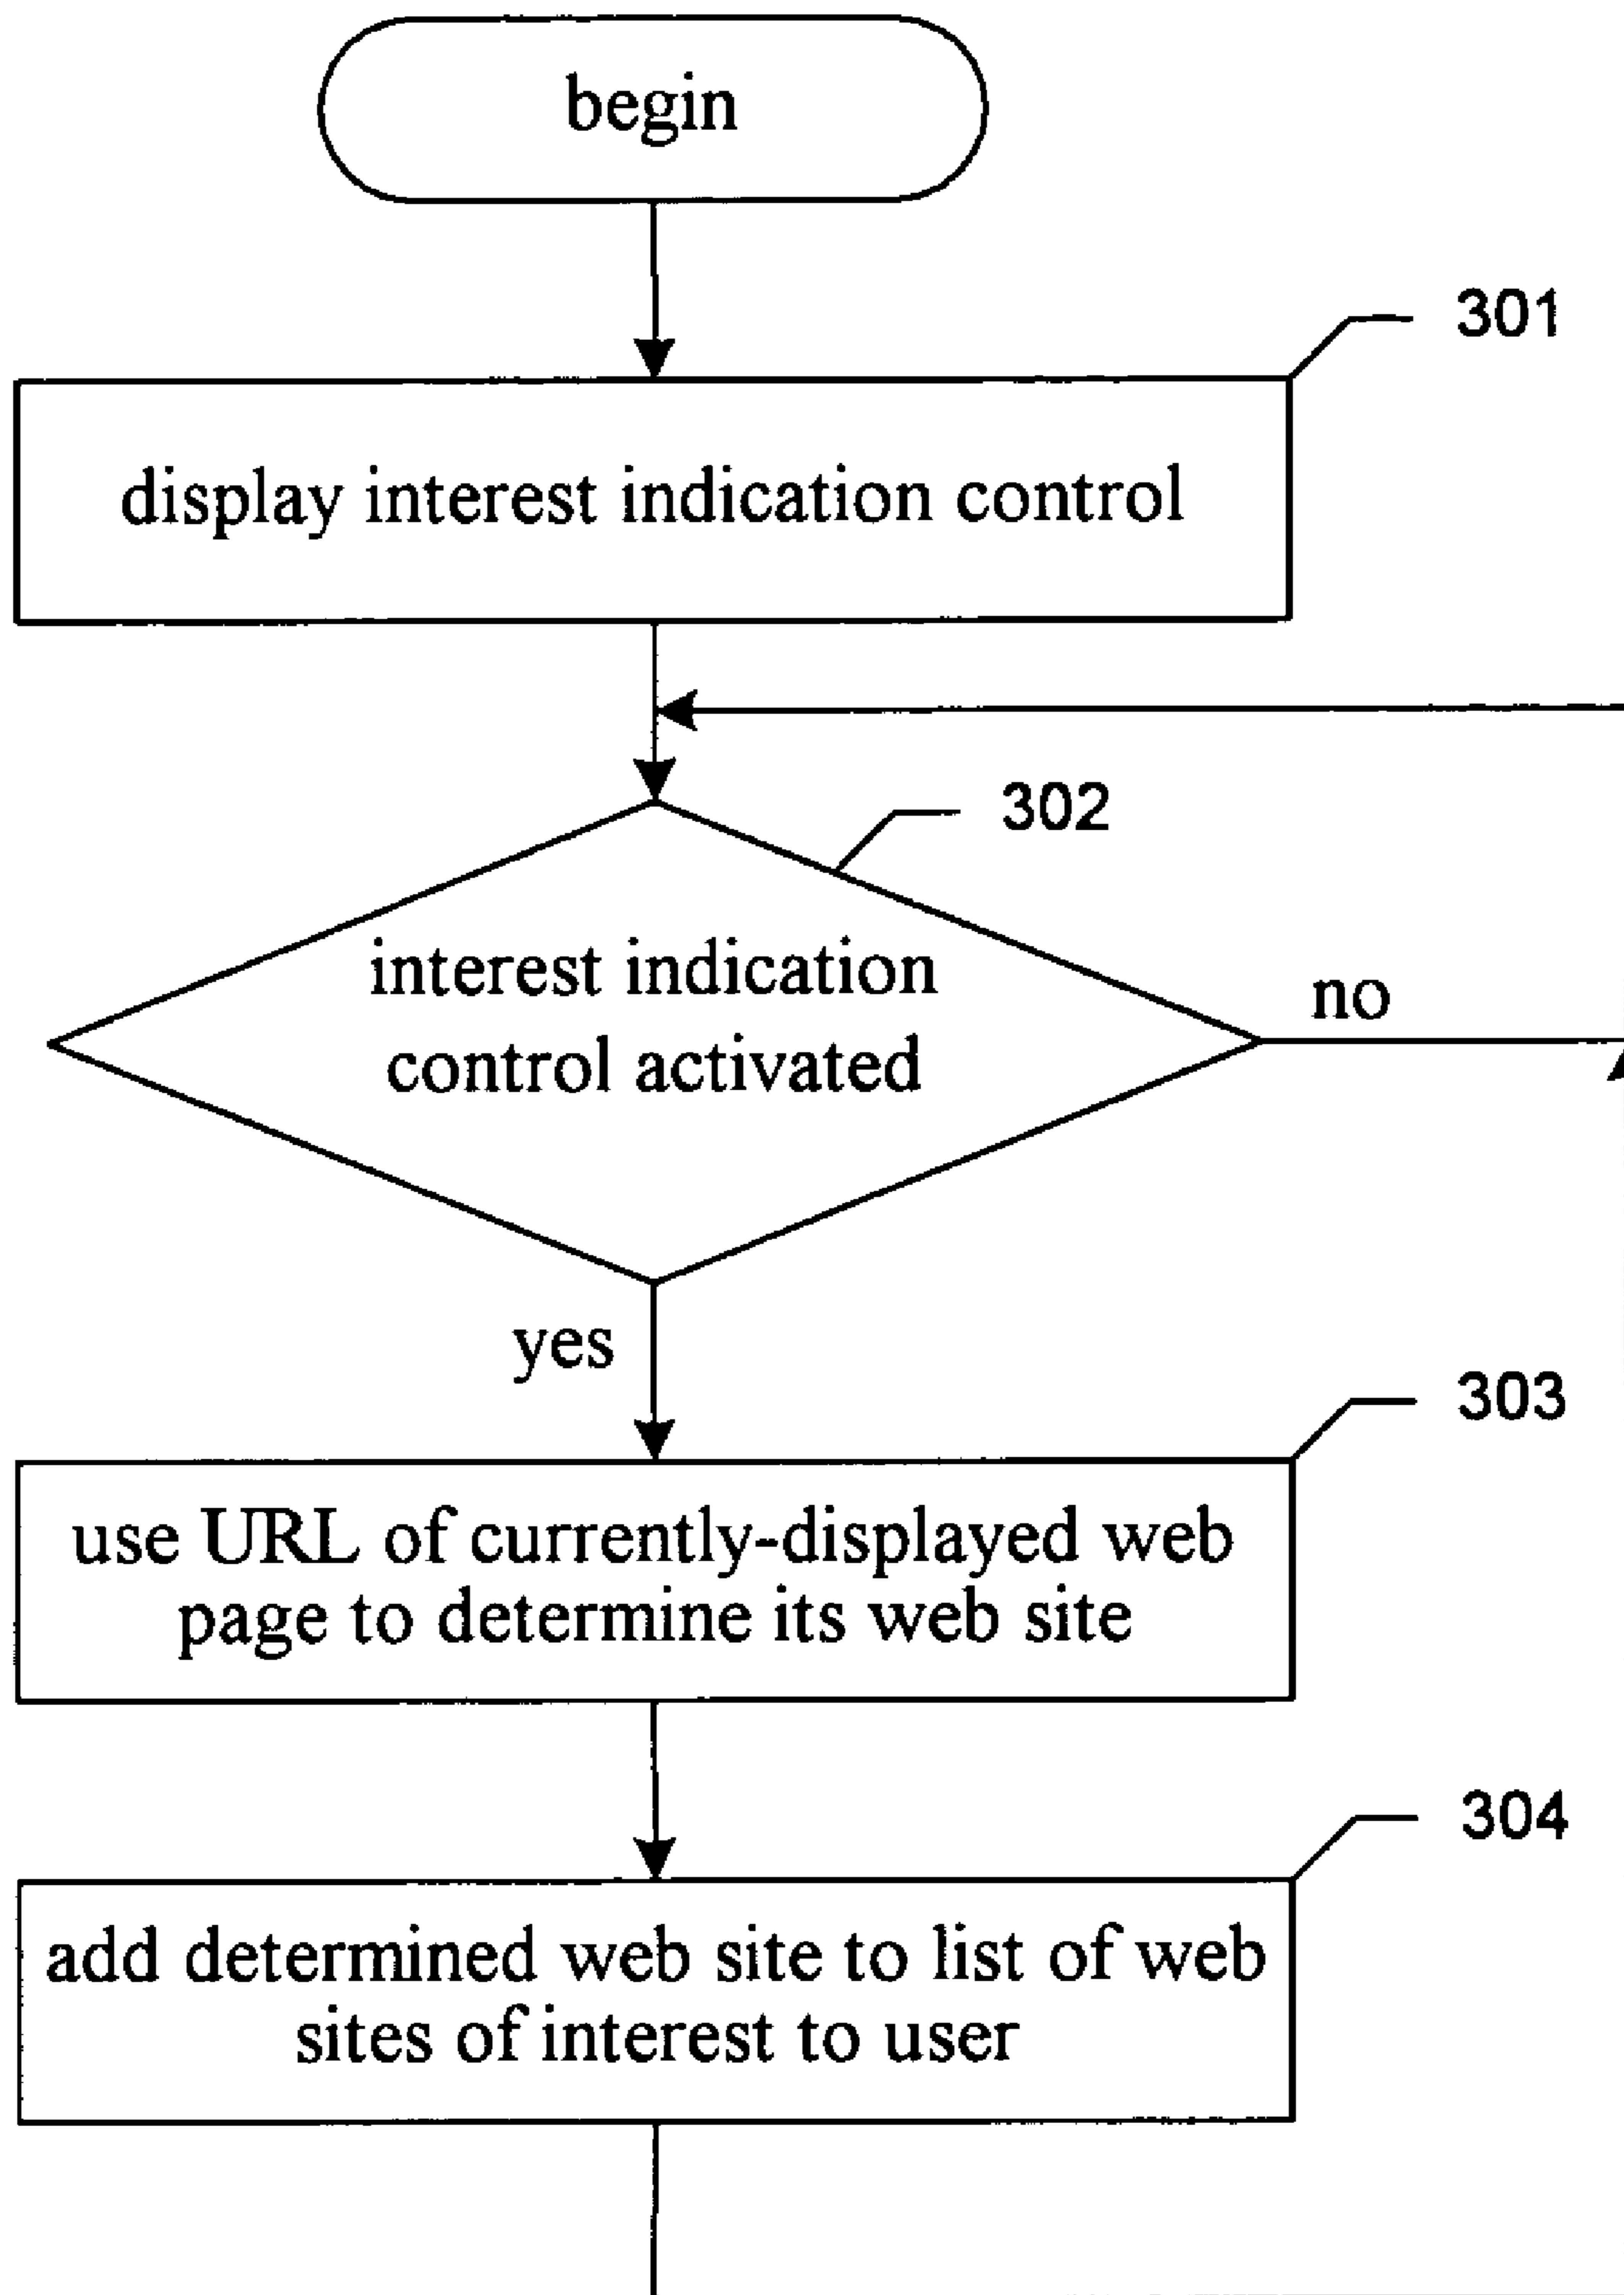 begin
301
display interest indication control
302
interest indication
control activated
no
yes
303
use URL of currently-displayed web
page to determine its web site
304
add determined web site to list of web
sites of interest to user